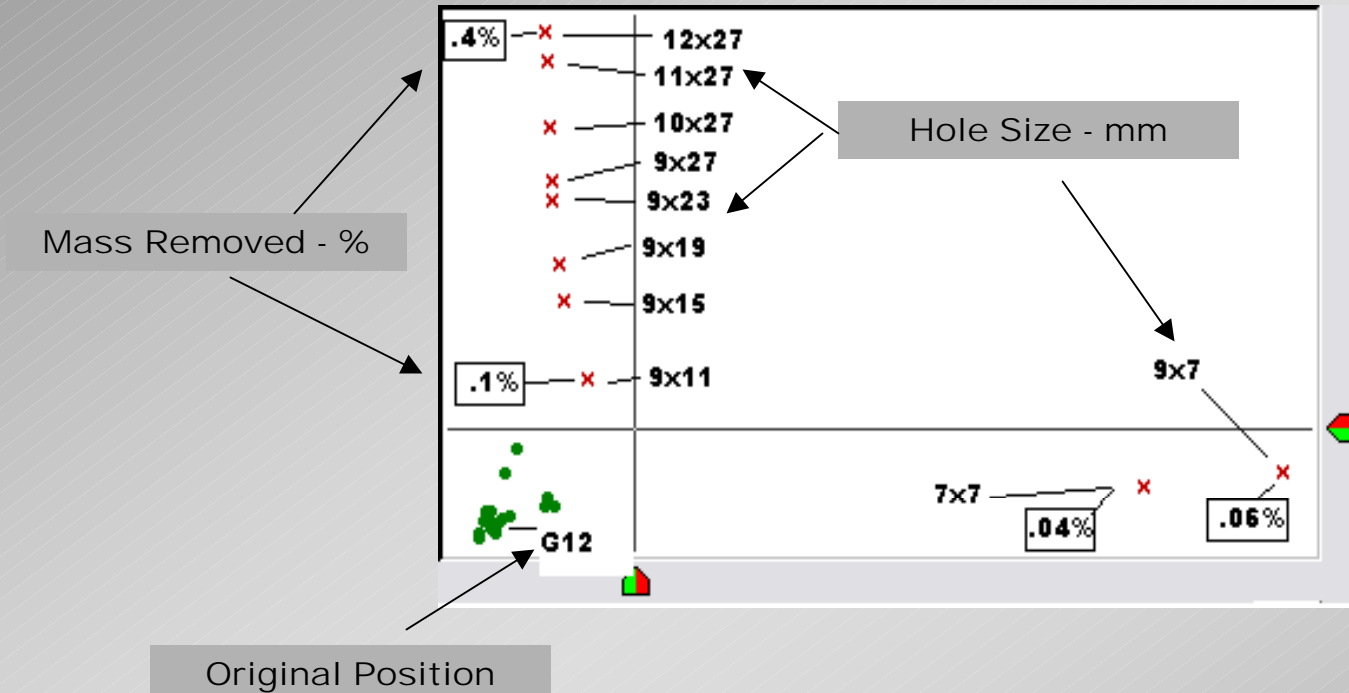 .4%
12x27
11x27
10x27
Hole Size - mm
9x27
9x23
Mass Removed - %
9x19
9x15
9x7
.1%
9x11
7x7
.04%
.06%
G12
Original Position